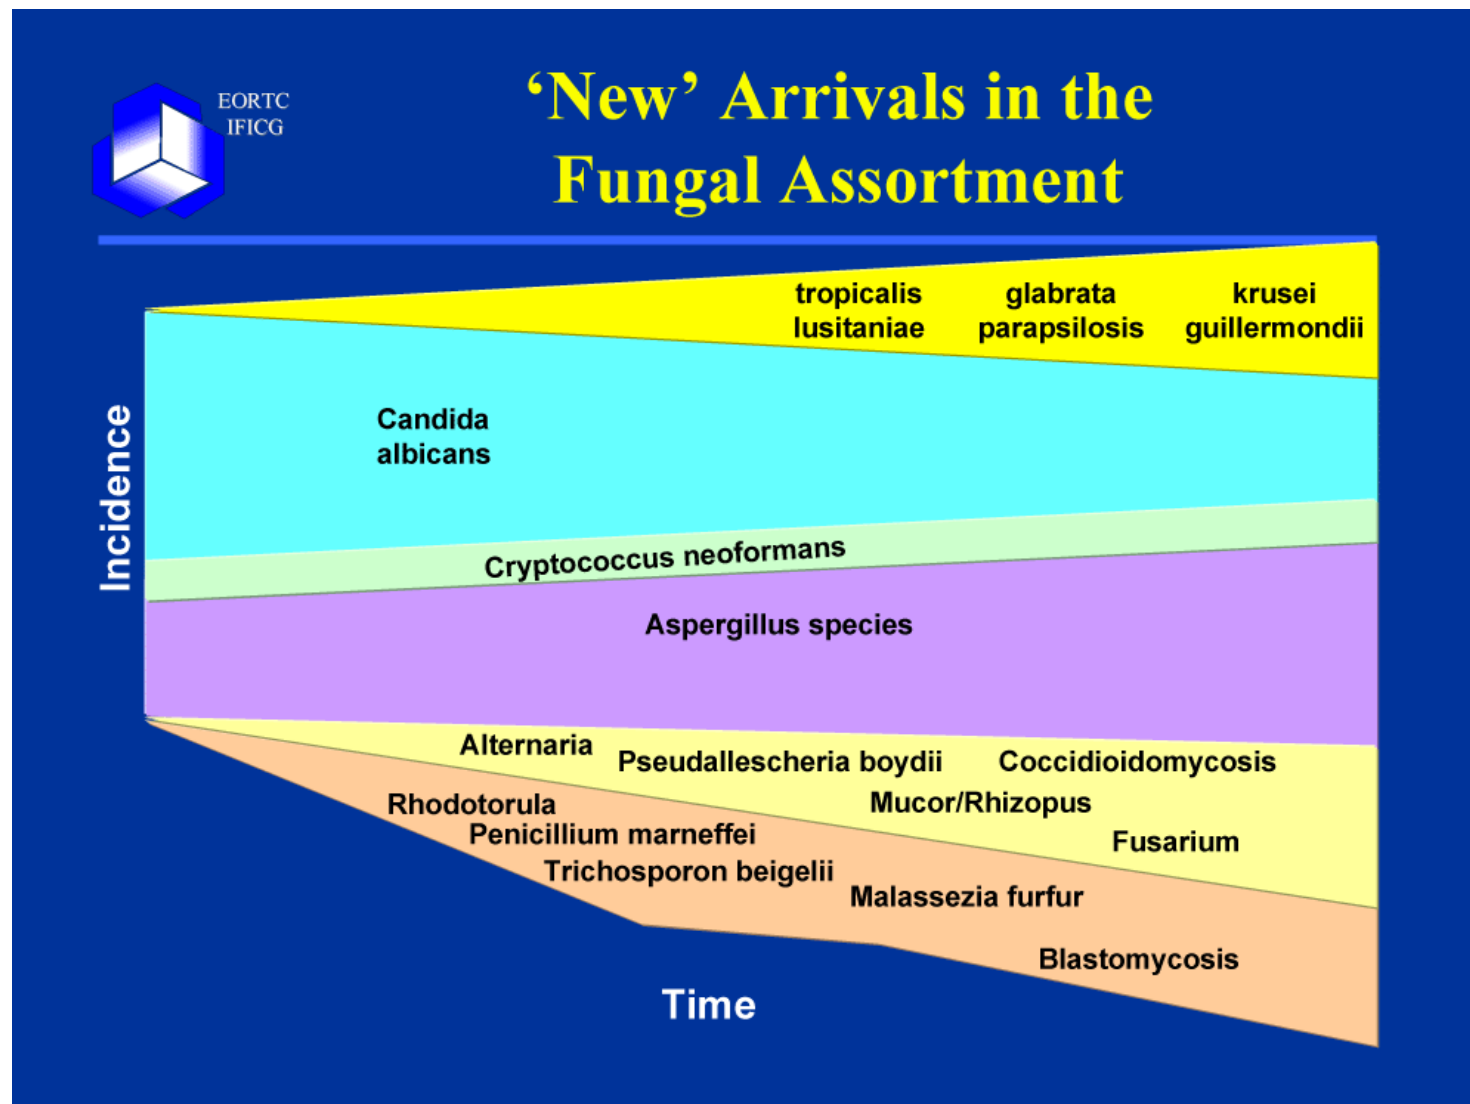 EORTC
IFICG
‘New’ Arrivals in the
Fungal Assortment
tropicalis
lusitaniae
glabrata
parapsilosis
krusei
guillermondii
Incidence
Candida
albicans
Cryptococcus neoformans
Aspergillus species
Alternaria
Pseudallescheria boydii
Coccidioidomycosis
Mucor/Rhizopus
Fusarium
Rhodotorula
Penicillium marneffei
Trichosporon beigelii
Malassezia furfur
Blastomycosis
Time